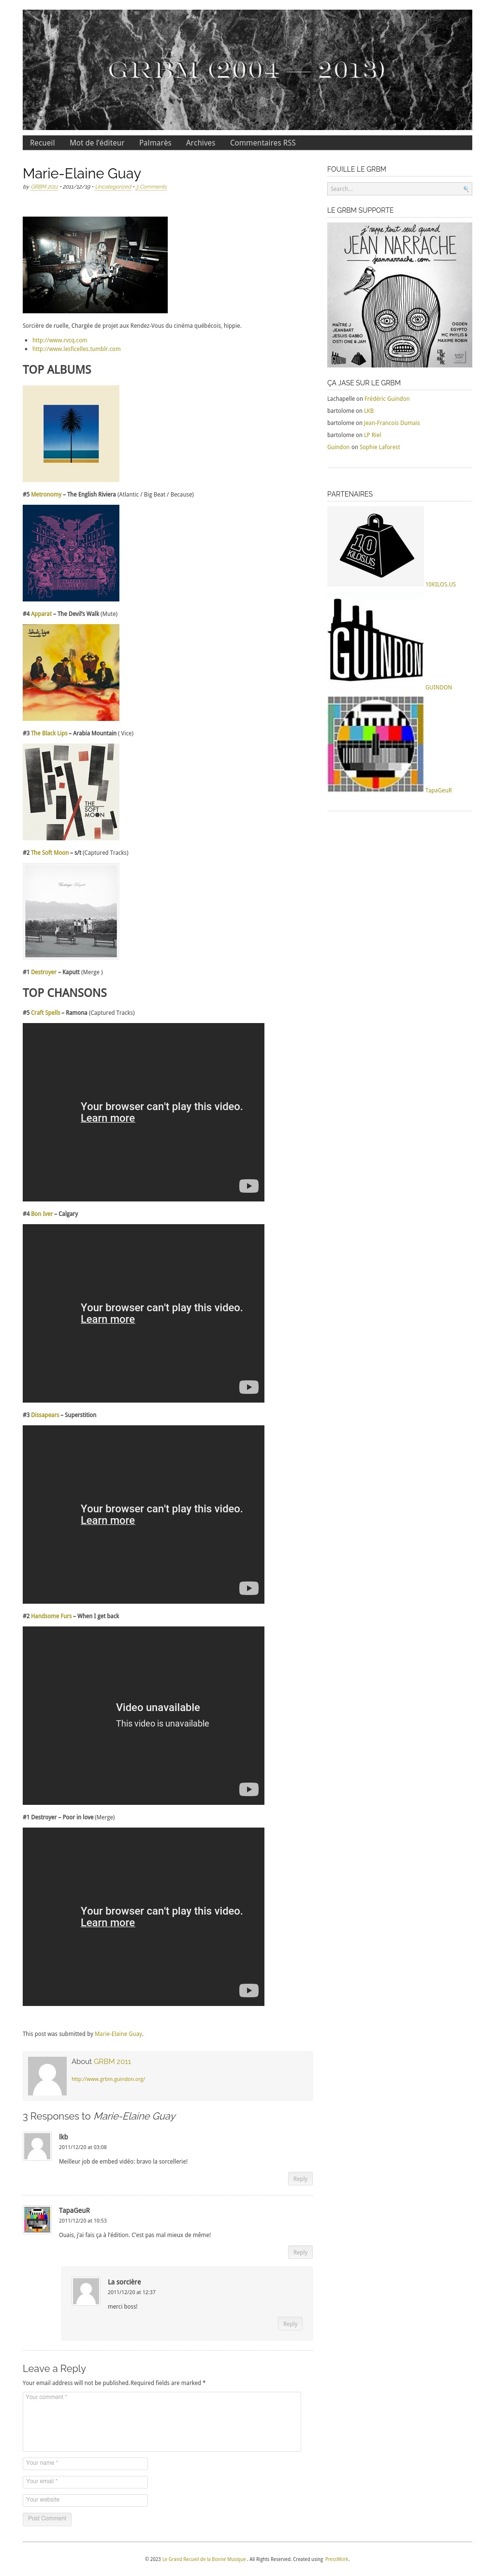 GRBM (2004 — 2013)
Recueil Mot de l'éditeur Palmarès Archives Commentaires RSS
Marie-Elaine Guay
by GRBM 2011 • 2011/12/19 • Uncategorized • 3 Comments
Sorcière de ruelle, Chargée de projet aux Rendez-Vous du cinéma québécois, hippie.
http://www.rvcq.com
http://www.lesficelles.tumblr.com
TOP ALBUMS
#5 Metronomy – The English Riviera (Atlantic / Big Beat / Because)
#4 Apparat – The Devil's Walk (Mute)
#3 The Black Lips – Arabia Mountain ( Vice)
THE SOFT MOON
#2 The Soft Moon – s/t (Captured Tracks)
#1 Destroyer – Kaputt (Merge )
TOP CHANSONS
#5 Craft Spells – Ramona (Captured Tracks)
Your browser can't play this video.
Learn more
#4 Bon Iver – Calgary
Your browser can't play this video.
Learn more
#3 Dissapears – Superstition
Your browser can't play this video.
Learn more
#2 Handsome Furs – When I get back
Video unavailable
This video is unavailable
#1 Destroyer – Poor in love (Merge)
Your browser can't play this video.
Learn more
This post was submitted by Marie-Elaine Guay.
About GRBM 2011
http://www.grbm.guindon.org/
3 Responses to Marie-Elaine Guay
lkb
2011/12/20 at 03:08
Meilleur job de embed vidéo: bravo la sorcellerie!
Reply
TapaGeuR
2011/12/20 at 10:53
Ouais, j'ai fais ça à l'édition. C'est pas mal mieux de même!
Reply
La sorcière
2011/12/20 at 12:37
merci boss!
Reply
Leave a Reply
Your email address will not be published.Required fields are marked *
Your comment *
Your name *
Your email *
Your website
Post Comment
FOUILLE LE GRBM
Search...
LE GRBM SUPPORTE
j'rappe tout seul quand
JEAN NARRACHE
jeannarrache.com
MAÎTRE J
JEANBART
JESUIS GABBO
OSTI ONE & JAM
OGDEN
EGYPTO
MC PHYLIS &
MAXIME ROBIN
ÇA JASE SUR LE GRBM
Lachapelle on Frédéric Guindon
bartolome on LKB
bartolome on Jean-Francois Dumais
bartolome on LP Riel
Guindon on Sophie Laforest
PARTENAIRES
10 KILOS.US
10KILOS.US
GUINDON
GUINDON
TapaGeuR
© 2023 Le Grand Recueil de la Bonne Musique . All Rights Reserved. Created using PressWork.